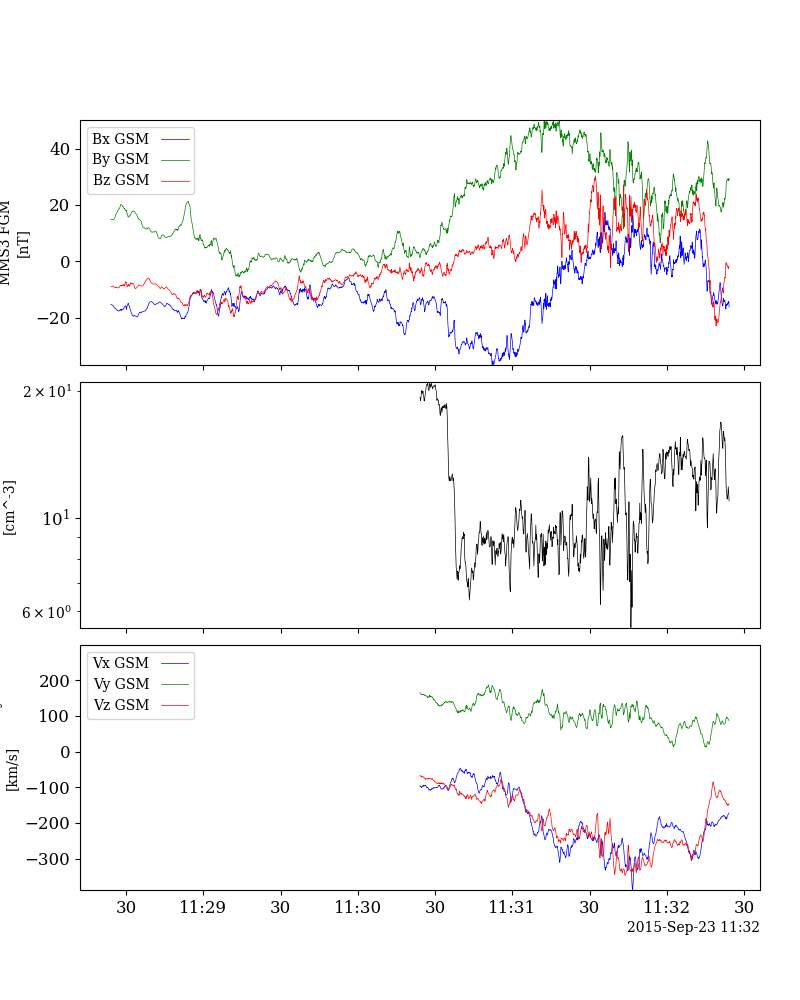 MMS3 FGM
[nT]
40
20
0
−20
Bx GSM
By GSM
Bz GSM
[cm^-3]
2 × 10¹
10¹
6 × 10⁰
[km/s]
200
100
0
−100
−200
−300
Vx GSM
Vy GSM
Vz GSM
30 11:29 30 11:30 30 11:31 30 11:32 30
2015-Sep-23 11:32